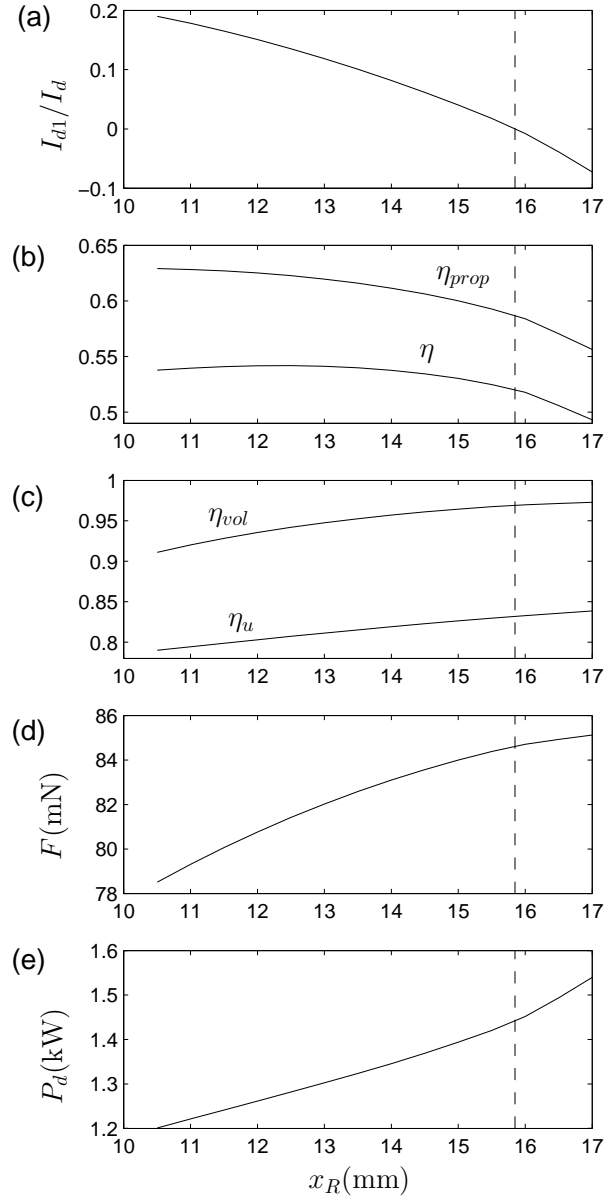 (a)
0.2
0.1
0
−0.1
I_{d1}/I_d
10 11 12 13 14 15 16 17
(b)
0.65
0.6
0.55
0.5
η_{prop}
η
10 11 12 13 14 15 16 17
(c)
1
0.95
0.9
0.85
0.8
η_{vol}
η_u
10 11 12 13 14 15 16 17
(d)
86
84
82
80
78
F(mN)
10 11 12 13 14 15 16 17
(e)
1.6
1.5
1.4
1.3
1.2
P_d(kW)
10 11 12 13 14 15 16 17
x_R(mm)